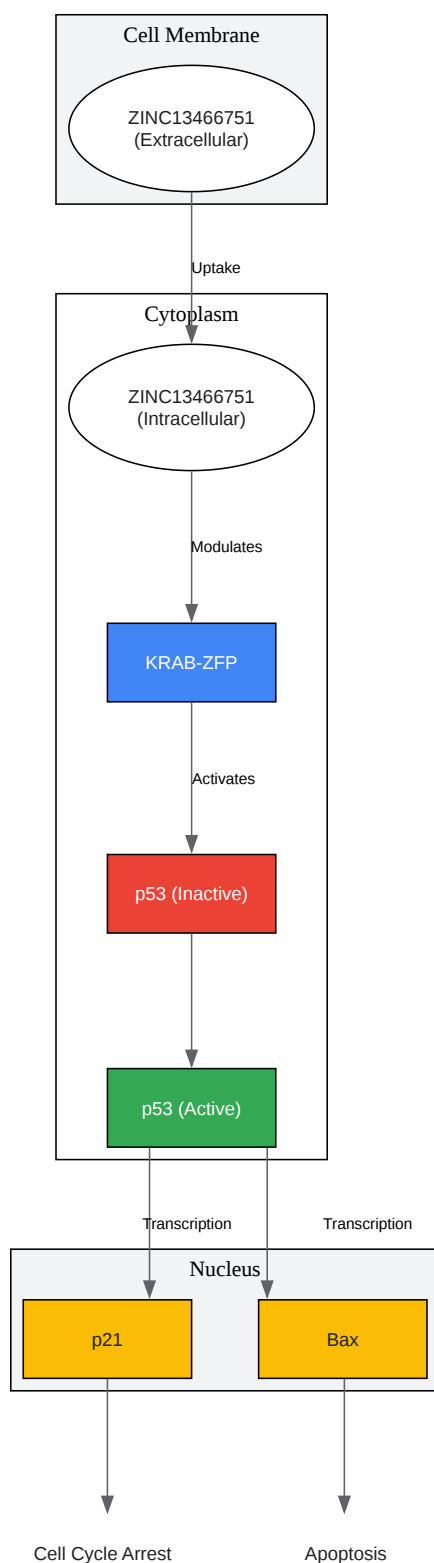 Cell Membrane
ZINC13466751
(Extracellular)
Uptake
Cytoplasm
ZINC13466751
(Intracellular)
Modulates
KRAB-ZFP
Activates
p53 (Inactive)
p53 (Active)
Transcription
Transcription
Nucleus
p21
Bax
Cell Cycle Arrest
Apoptosis